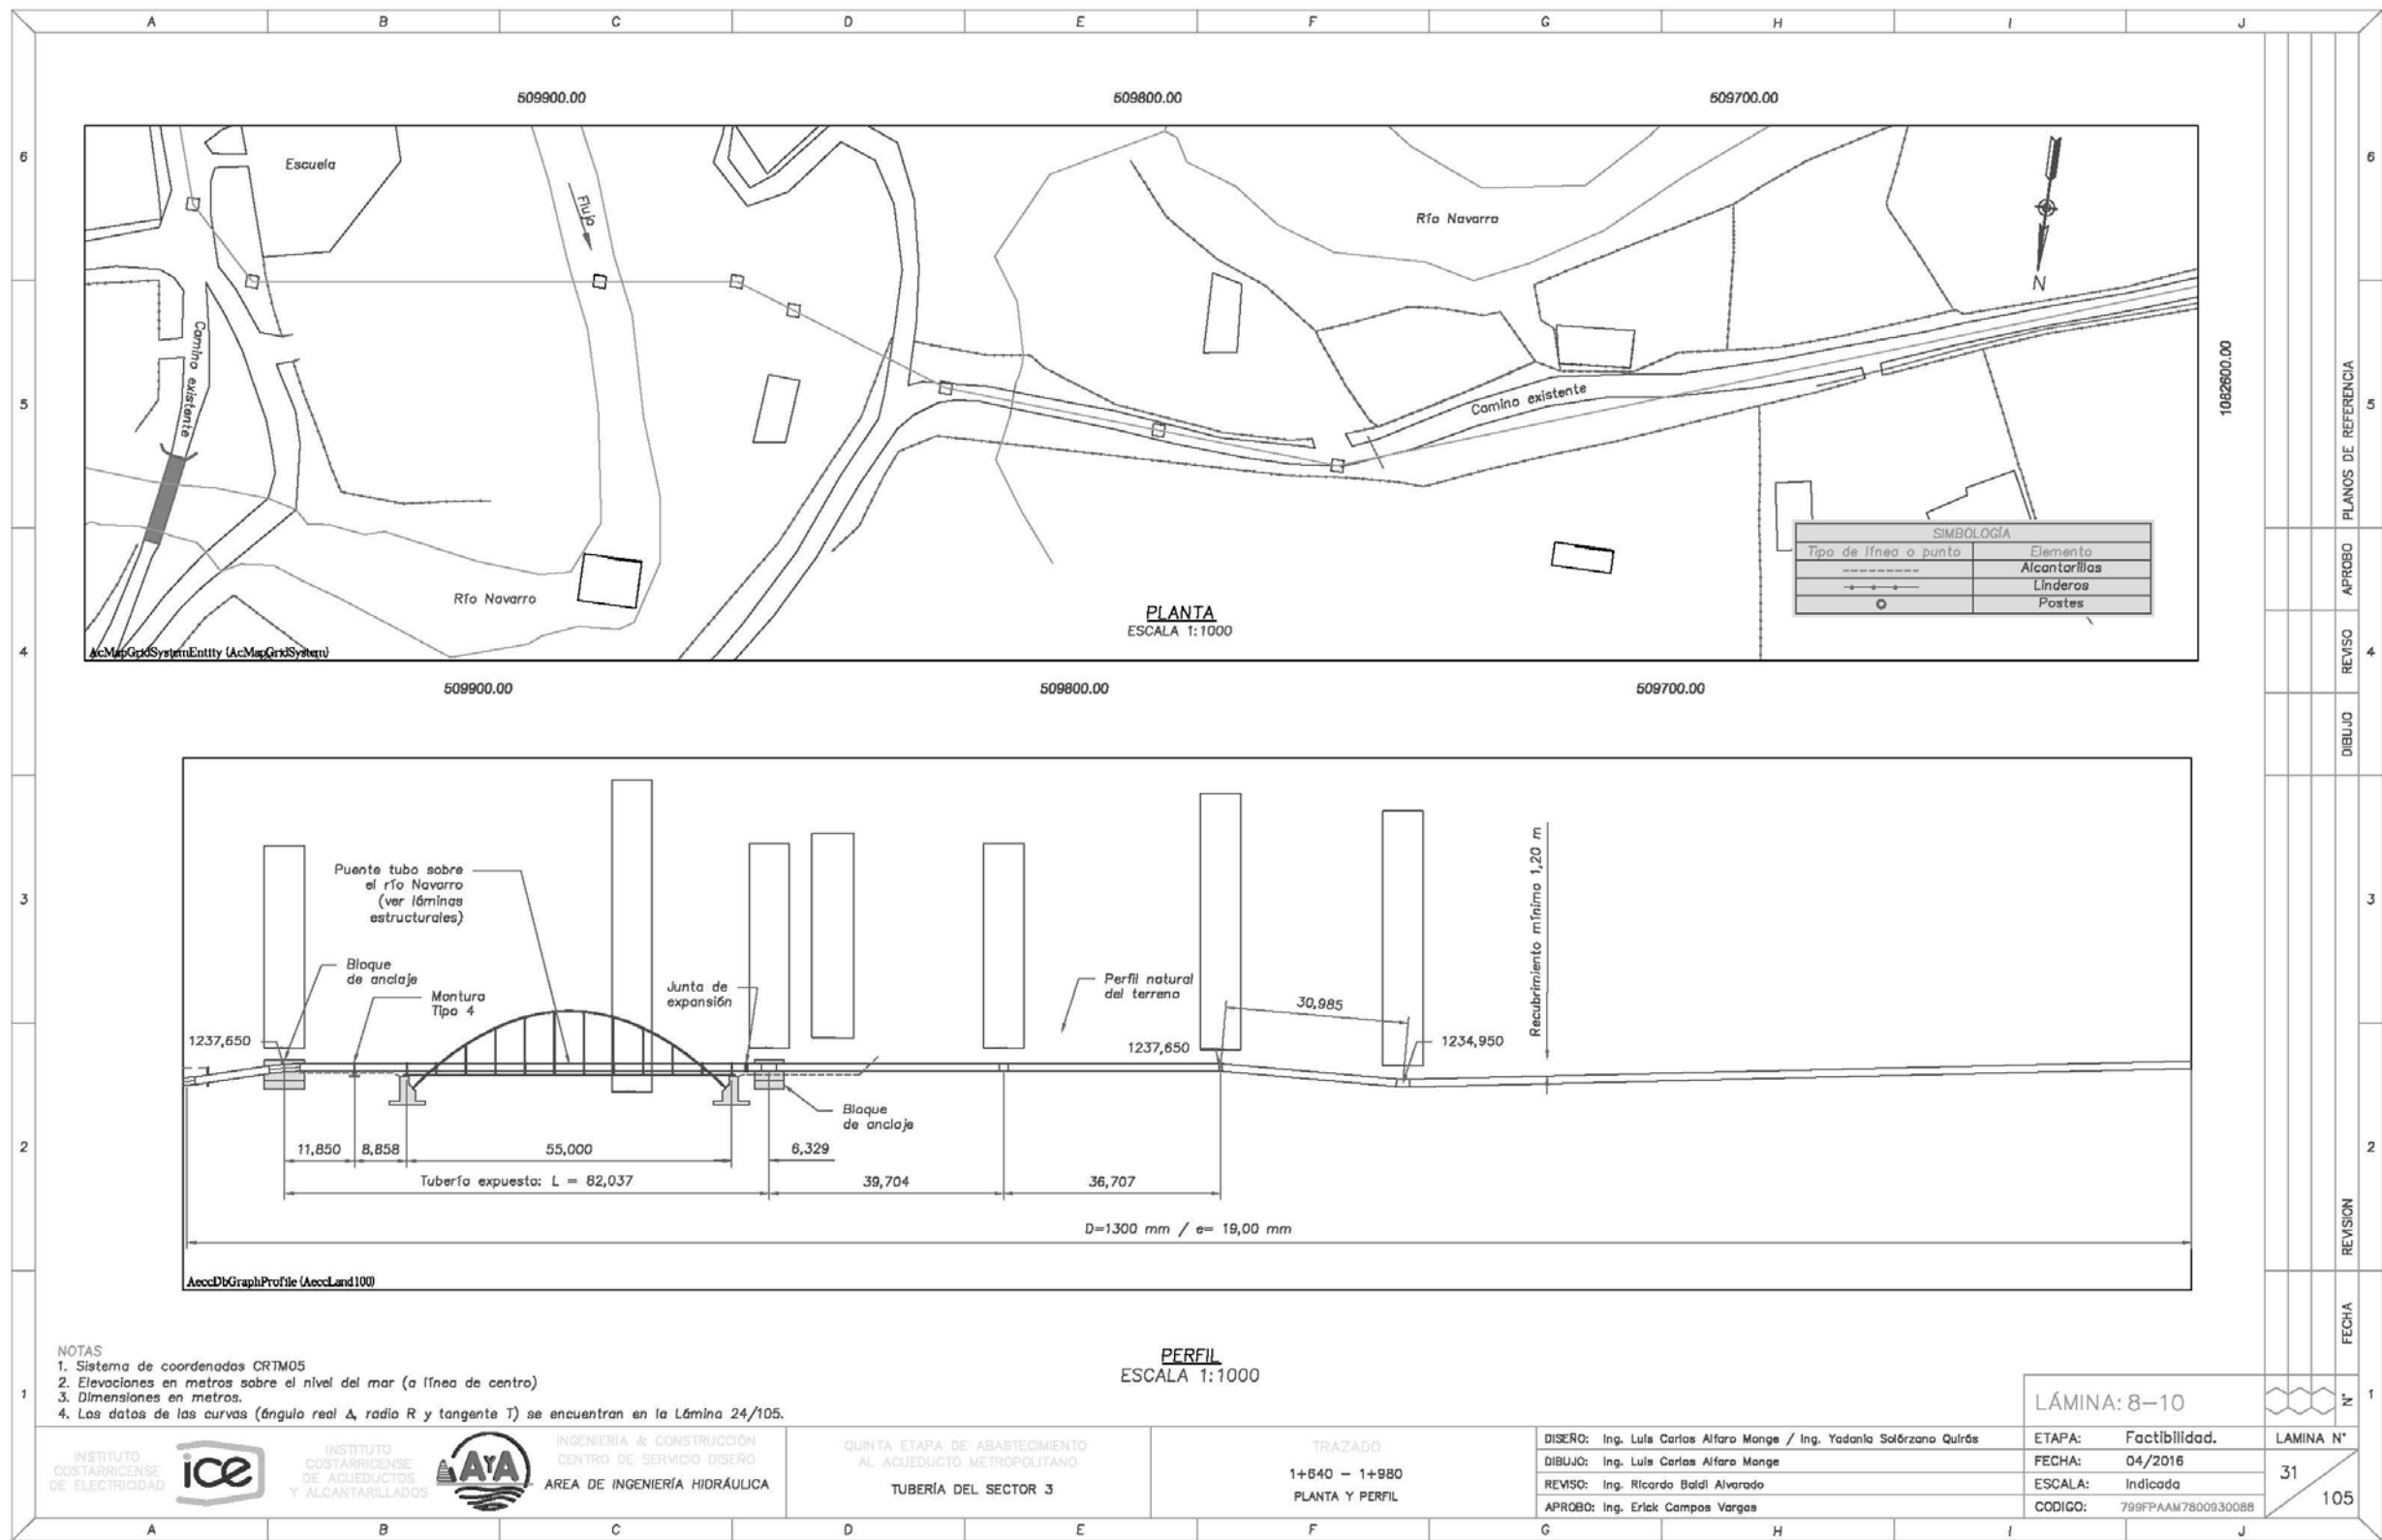 A B C D E F G H I J
509900.00 509800.00 509700.00
6 6
Escuela
Flujo
Río Navarro
N
Camino existente
Camino existente
1082600.00
5 5
SIMBOLOGÍA
Tipo de línea o punto Elemento
Alcantarillas
Linderos
Postes
Río Navarro
PLANTA
ESCALA 1:1000
AcMapGridSystemEntity (AcMapGridSystem)
4 4
509900.00 509800.00 509700.00
PLANOS DE REFERENCIA
APROBO
REVISO
DIBUJO
REVISION
FECHA
N°
3 3
Puente tubo sobre
el río Navarro
(ver láminas
estructurales)
Bloque
de anclaje
Montura
Tipo 4
Junta de
expansión
Perfil natural
del terreno
30,985
Recubrimiento mínimo 1,20 m
1237,650
1237,650
1234,950
Bloque
de anclaje
2 2
11,850 8,858 55,000 6,329
Tubería expuesta: L = 82,037 39,704 36,707
D=1300 mm / e= 19,00 mm
AeccDbGraphProfile (AeccLand100)
PERFIL
ESCALA 1:1000
NOTAS
1. Sistema de coordenadas CRTM05
2. Elevaciones en metros sobre el nivel del mar (a línea de centro)
3. Dimensiones en metros.
4. Los datos de las curvas (ángulo real Δ, radio R y tangente T) se encuentran en la Lámina 24/105.
1 1
LÁMINA: 8-10
INSTITUTO
COSTARRICENSE
DE ELECTRICIDAD
ice
INSTITUTO
COSTARRICENSE
DE ACUEDUCTOS
Y ALCANTARILLADOS
AyA
INGENIERÍA & CONSTRUCCIÓN
CENTRO DE SERVICIO DISEÑO
AREA DE INGENIERÍA HIDRÁULICA
QUINTA ETAPA DE ABASTECIMIENTO
AL ACUEDUCTO METROPOLITANO
TUBERÍA DEL SECTOR 3
TRAZADO
1+640 - 1+980
PLANTA Y PERFIL
DISEÑO: Ing. Luis Carlos Alfaro Monge / Ing. Yadania Solórzano Quirós
DIBUJO: Ing. Luis Carlos Alfaro Monge
REVISO: Ing. Ricardo Baldi Alvarado
APROBO: Ing. Erick Campos Vargas
ETAPA: Factibilidad.
FECHA: 04/2016
ESCALA: Indicada
CODIGO: 799FPAAM7800930088
LAMINA N°
31
105
A B C D E F G H I J